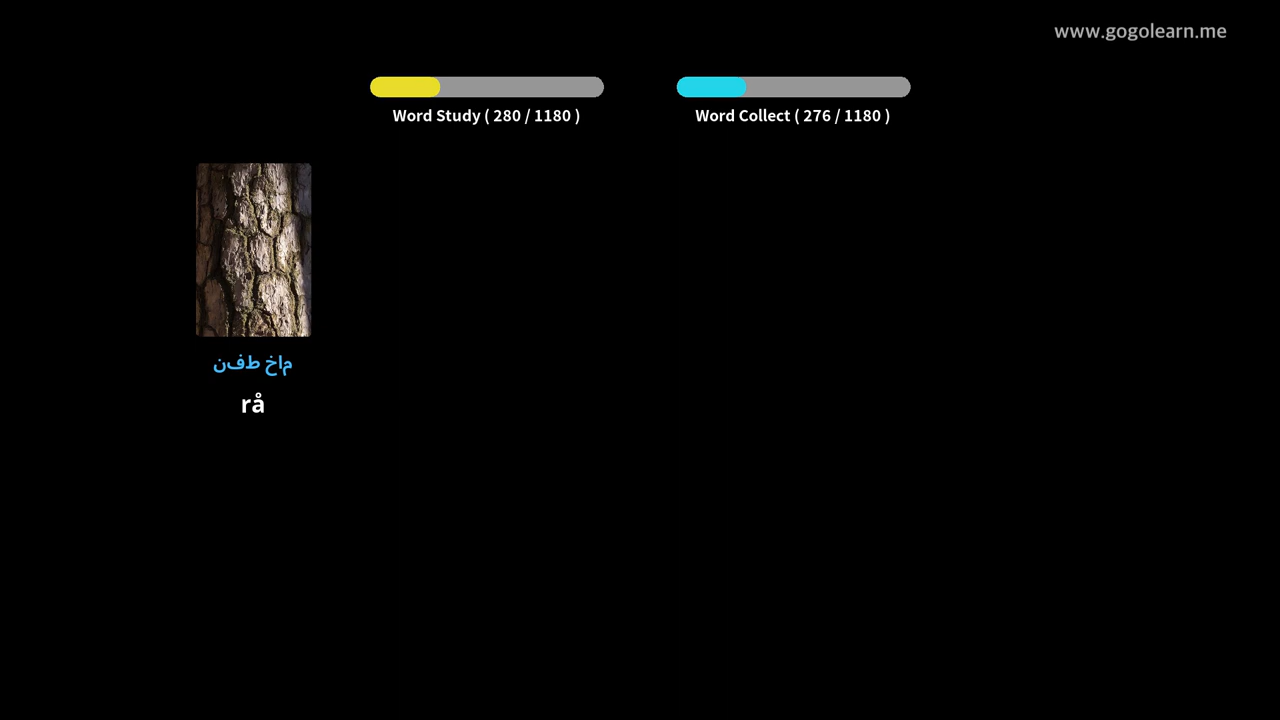 www.gogolearn.me
Word Study ( 280 / 1180 )
Word Collect ( 276 / 1180 )
ماخ طفن
rå